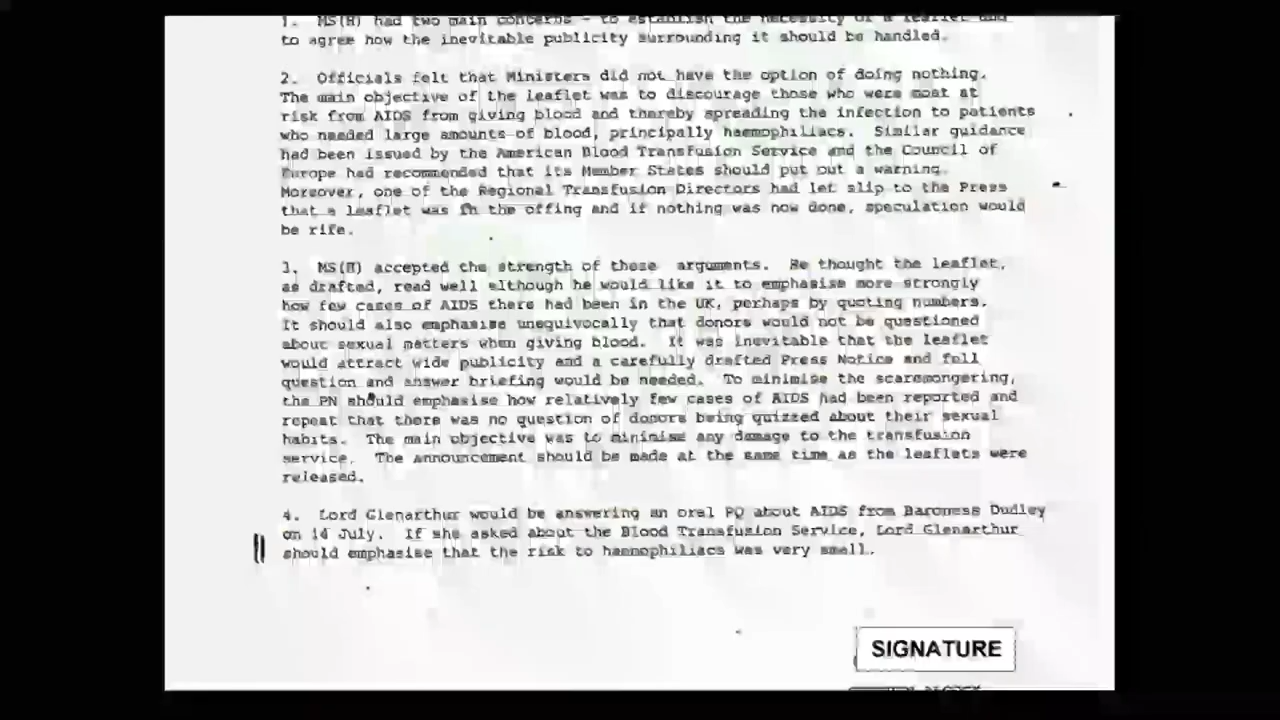 1. MS(H) had two main concerns - to establish the necessity of a leaflet and
to agree how the inevitable publicity surrounding it should be handled.
2. Officials felt that Ministers did not have the option of doing nothing.
The main objective of the leaflet was to discourage those who were most at
risk from AIDS from giving blood and thereby spreading the infection to patients
who needed large amounts of blood, principally haemophiliacs. Similar guidance
had been issued by the American Blood Transfusion Service and the Council of
Europe had recommended that its Member States should put out a warning.
Moreover, one of the Regional Transfusion Directors had let slip to the Press
that a leaflet was in the offing and if nothing was now done, speculation would
be rife.
3. MS(H) accepted the strength of these arguments. He thought the leaflet,
as drafted, read well although he would like it to emphasise more strongly
how few cases of AIDS there had been in the UK, perhaps by quoting numbers.
It should also emphasise unequivocally that donors would not be questioned
about sexual matters when giving blood. It was inevitable that the leaflet
would attract wide publicity and a carefully drafted Press Notice and full
question and answer briefing would be needed. To minimise the scaremongering,
the PN should emphasise how relatively few cases of AIDS had been reported and
repeat that there was no question of donors being quizzed about their sexual
habits. The main objective was to minimise any damage to the transfusion
service. The announcement should be made at the same time as the leaflets were
released.
4. Lord Glenarthur would be answering an oral PQ about AIDS from Baroness Dudley
on 14 July. If she asked about the Blood Transfusion Service, Lord Glenarthur
should emphasise that the risk to haemophiliacs was very small.
SIGNATURE